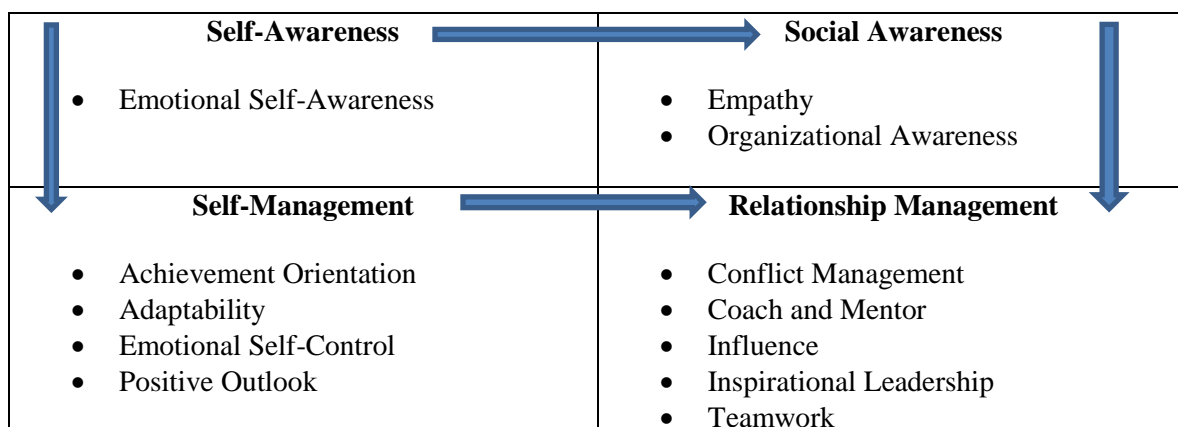 Self-Awareness
• Emotional Self-Awareness
Social Awareness
• Empathy
• Organizational Awareness
Self-Management
• Achievement Orientation
• Adaptability
• Emotional Self-Control
• Positive Outlook
Relationship Management
• Conflict Management
• Coach and Mentor
• Influence
• Inspirational Leadership
• Teamwork